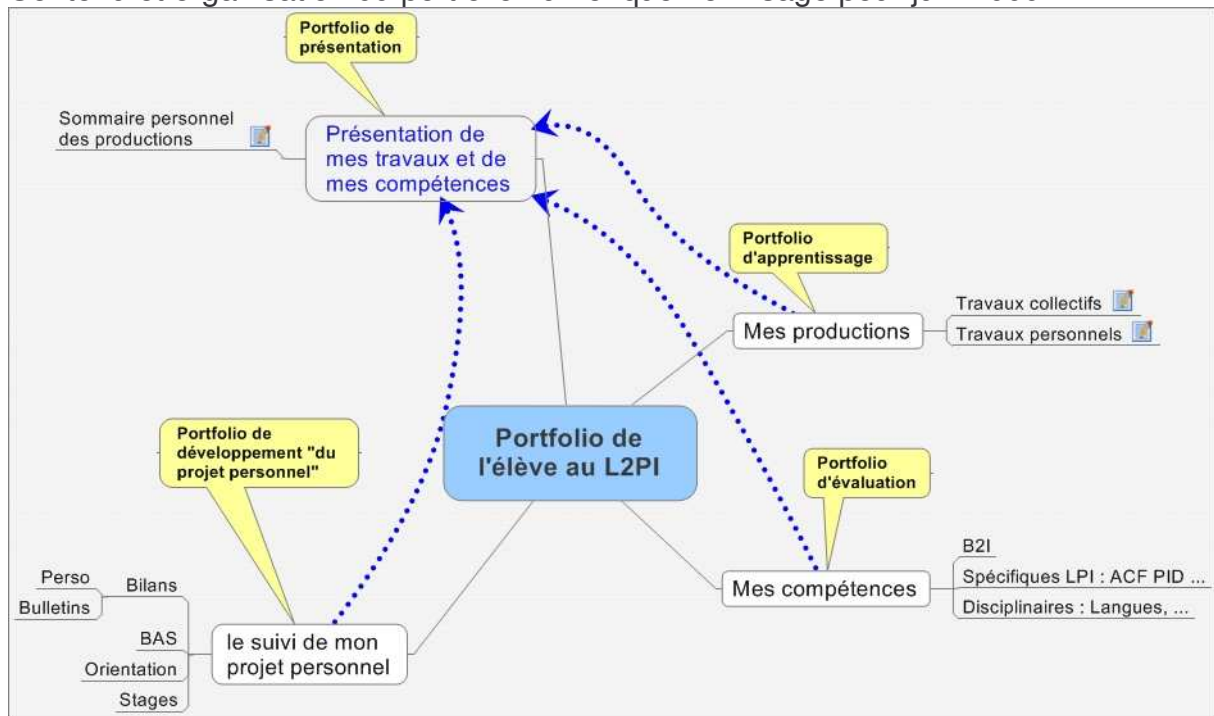 Portfolio de
présentation
Sommaire personnel
des productions
Présentation de
mes travaux et de
mes compétences
Portfolio
d'apprentissage
Mes productions
Travaux collectifs
Travaux personnels
Portfolio de
l'élève au L2PI
Portfolio de
développement "du
projet personnel"
Portfolio
d'évaluation
Mes compétences
B2I
Spécifiques LPI : ACF PID ...
Disciplinaires : Langues, ...
le suivi de mon
projet personnel
Perso
Bulletins
Bilans
BAS
Orientation
Stages